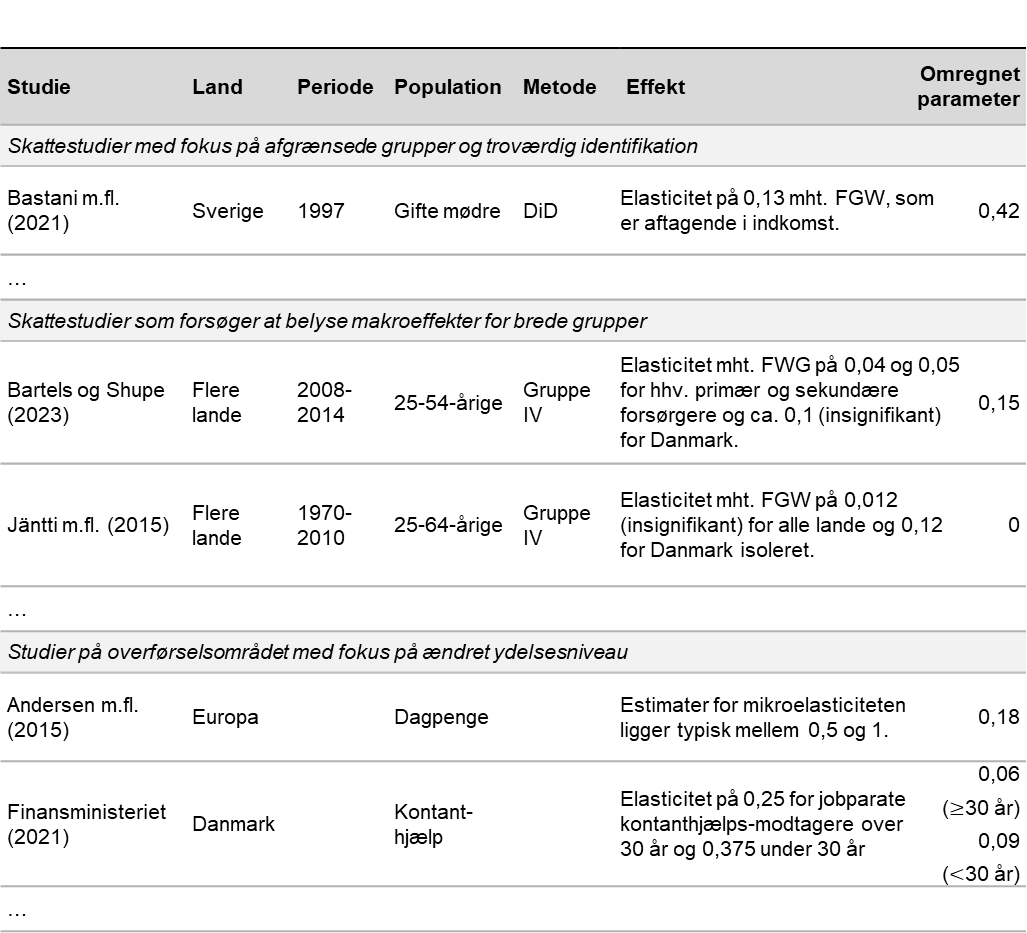 Studie Land Periode Population Metode Effekt Omregnet
parameter
Skattestudier med fokus på afgrænsede grupper og troværdig identifikation
Bastani m.fl.
(2021)
Sverige
1997
Gifte mødre
DiD
Elasticitet på 0,13 mht. FGW, som
er aftagende i indkomst.
0,42
…
Skattestudier som forsøger at belyse makroeffekter for brede grupper
Bartels og Shupe
(2023)
Flere
lande
2008-
2014
25-54-årige
Gruppe
IV
Elasticitet mht. FWG på 0,04 og 0,05
for hhv. primær og sekundære
forsørgere og ca. 0,1 (insignifikant)
for Danmark.
0,15
Jäntti m.fl. (2015)
Flere
lande
1970-
2010
25-64-årige
Gruppe
IV
Elasticitet mht. FGW på 0,012
(insignifikant) for alle lande og 0,12
for Danmark isoleret.
0
…
Studier på overførselsområdet med fokus på ændret ydelsesniveau
Andersen m.fl.
(2015)
Europa
Dagpenge
Estimater for mikroelasticiteten
ligger typisk mellem 0,5 og 1.
0,18
Finansministeriet
(2021)
Danmark
Kontant-
hjælp
Elasticitet på 0,25 for jobparate
kontanthjælps-modtagere over
30 år og 0,375 under 30 år
0,06
(≥30 år)
0,09
(<30 år)
…